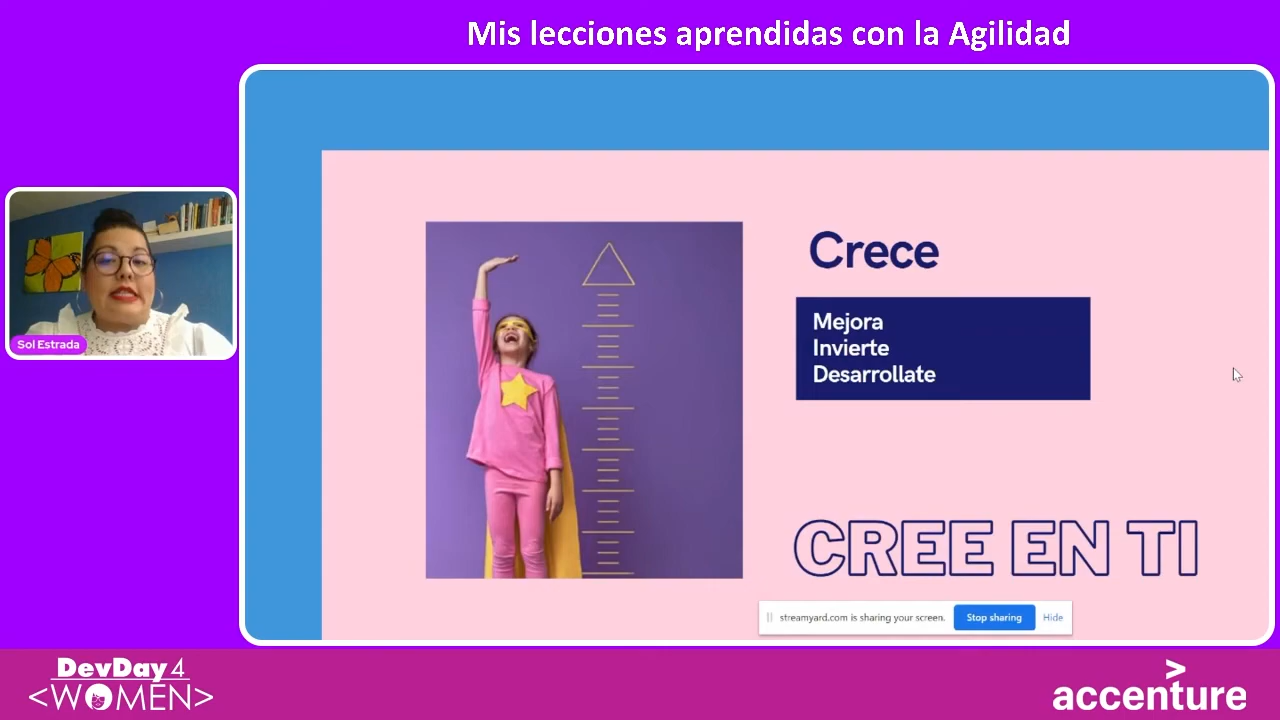 Mis lecciones aprendidas con la Agilidad
Sol Estrada
Crece
Mejora
Invierte
Desarrollate
CREE EN TI
streamyard.com is sharing your screen.
Stop sharing
Hide
DevDay 4
<WOMEN>
accenture